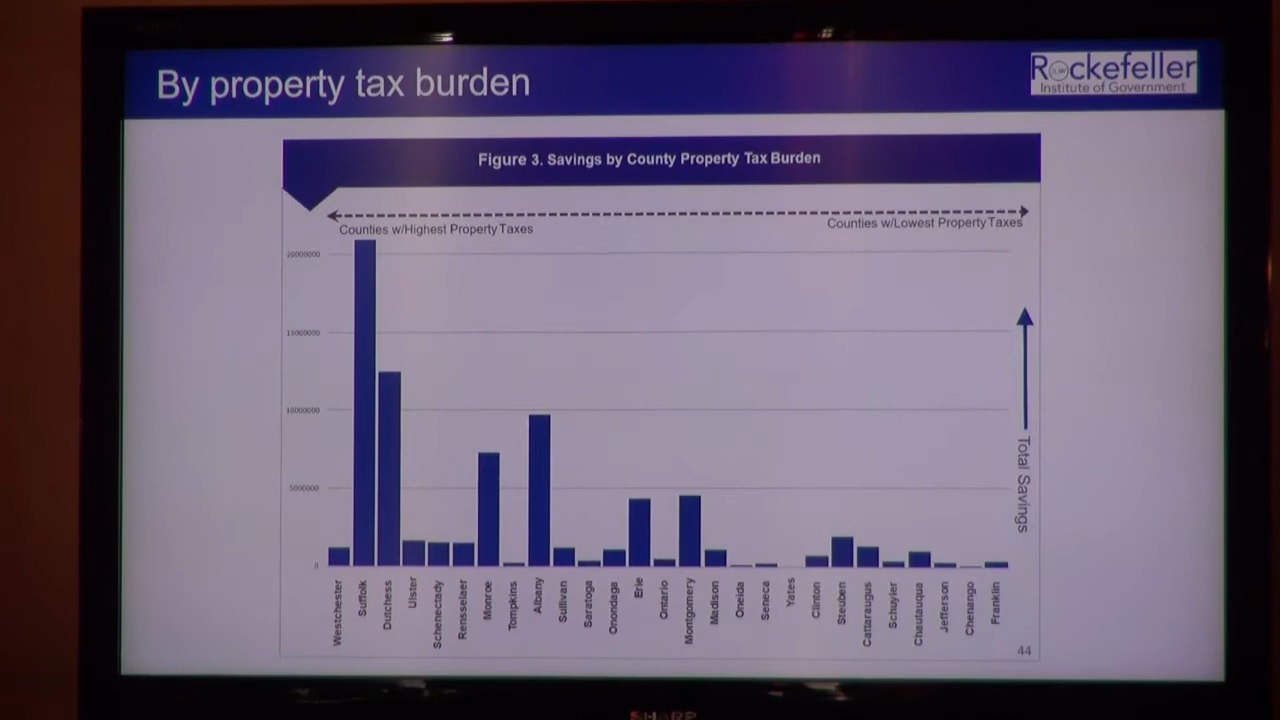 By property tax burden
Rockefeller
Institute of Government
Figure 3. Savings by County Property Tax Burden
Counties w/Highest Property Taxes
Counties w/Lowest Property Taxes
20000000
15000000
10000000
5000000
0
Total Savings
Westchester
Suffolk
Dutchess
Ulster
Schenectady
Rensselaer
Monroe
Tompkins
Albany
Sullivan
Saratoga
Onondaga
Erie
Ontario
Montgomery
Madison
Oneida
Seneca
Yates
Clinton
Steuben
Cattaraugus
Schuyler
Chautauqua
Jefferson
Chenango
Franklin
44
SHARP